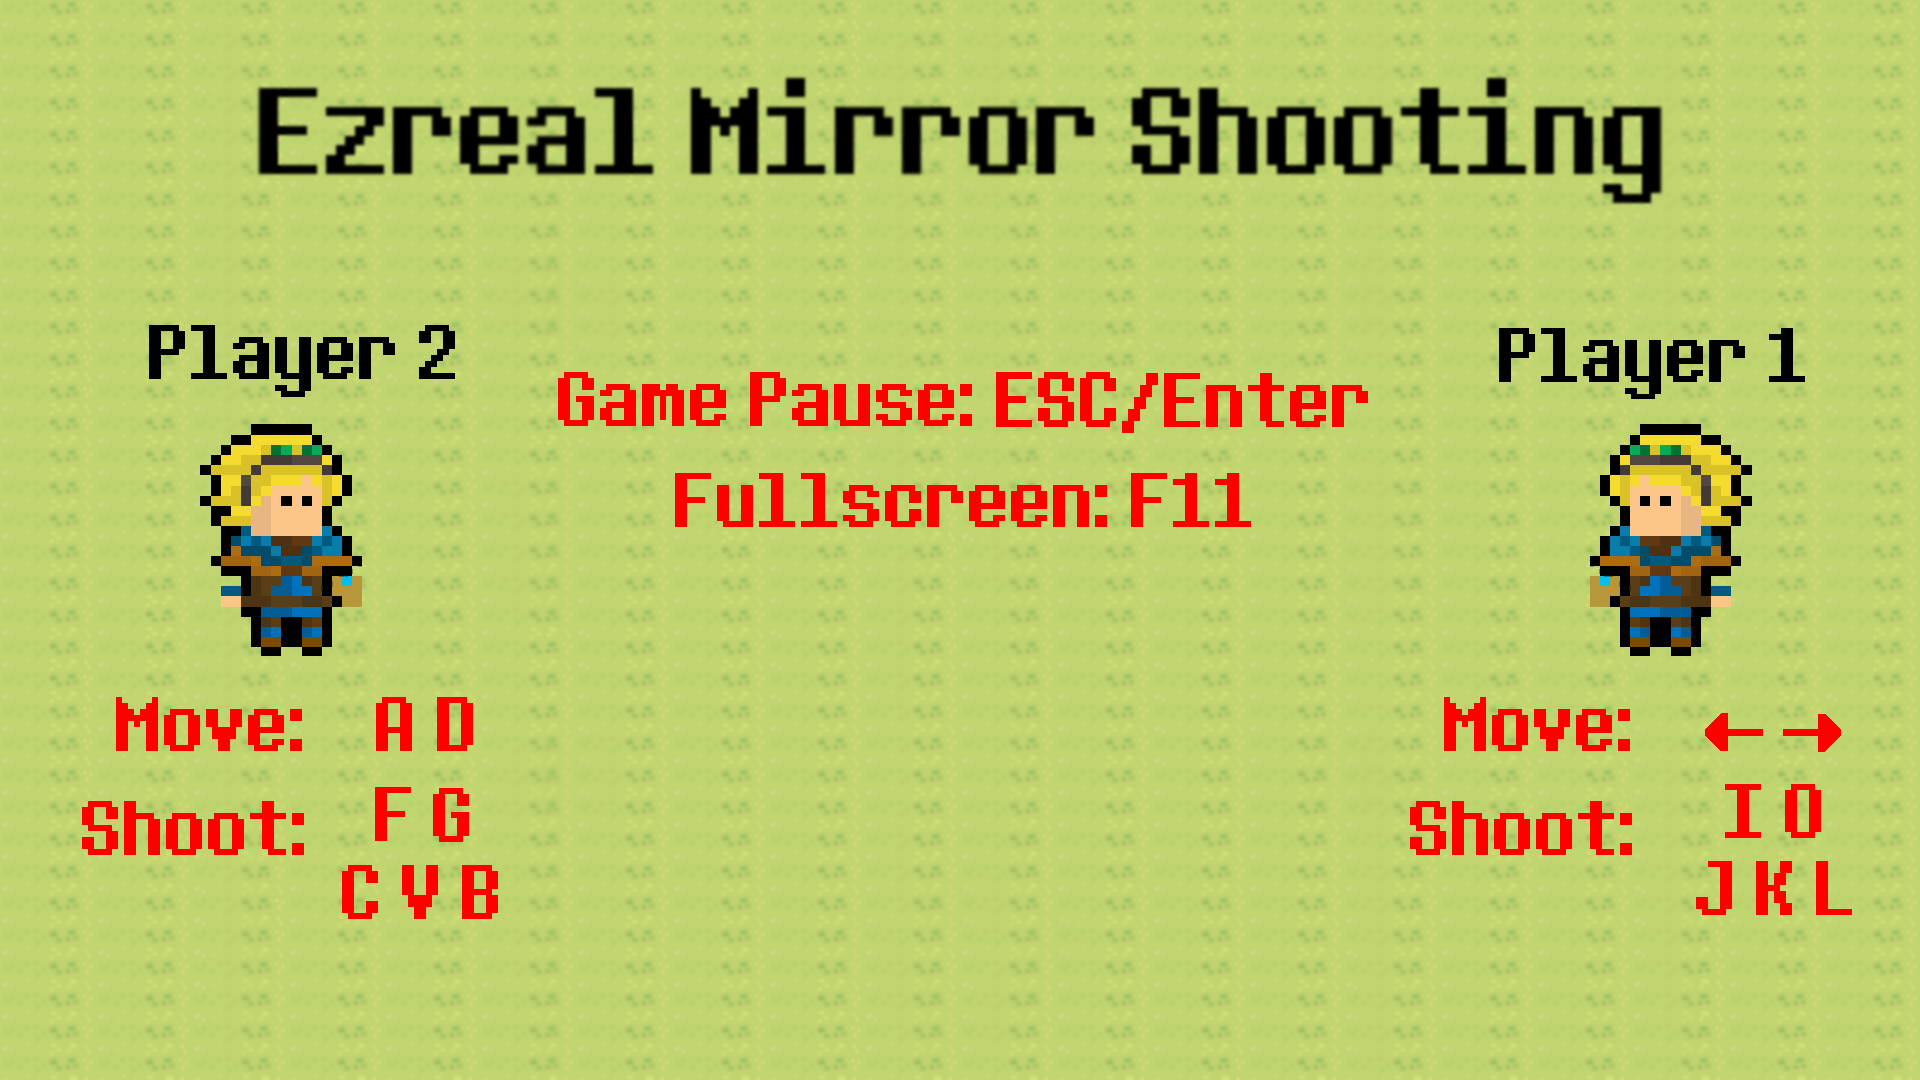 Ezreal Mirror Shooting
Player 2
Move: A D
Shoot: F G
C V B
Game Pause: ESC/Enter
Fullscreen: F11
Player 1
Move: ← →
Shoot: I O
J K L